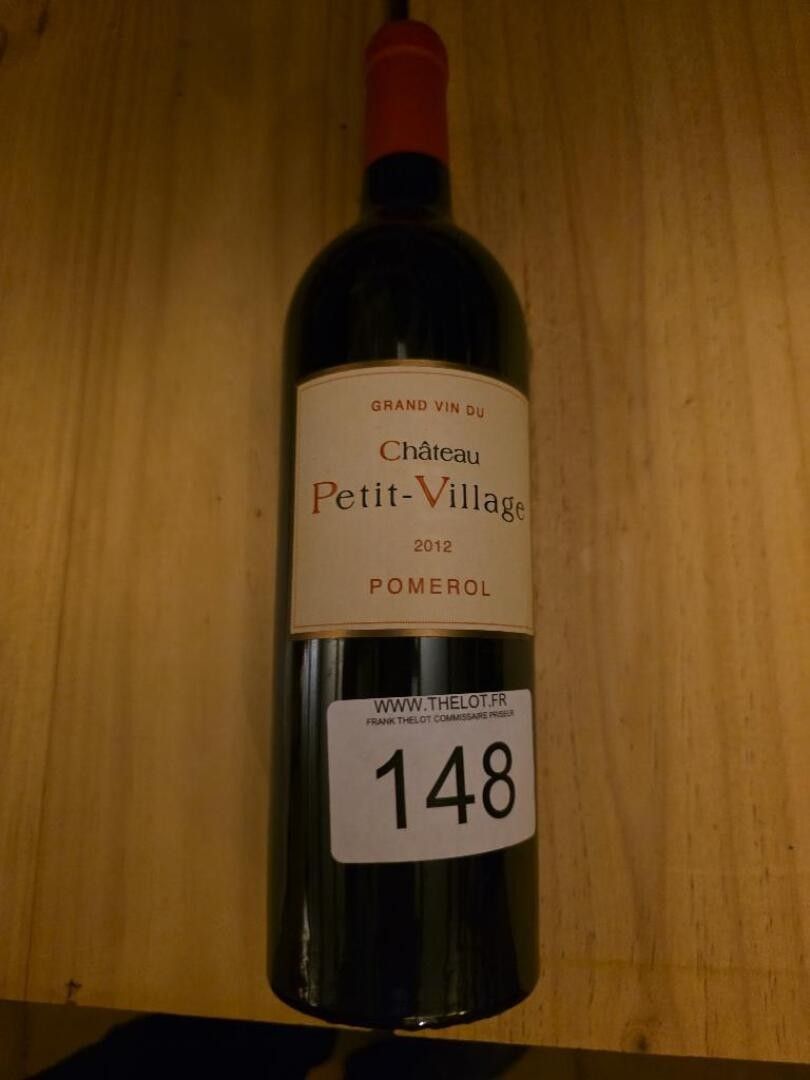 GRAND VIN DU
Château
Petit-Village
2012
POMEROL
WWW.THELOT.FR
FRANK THELOT COMMISSAIRE PRISEUR
148